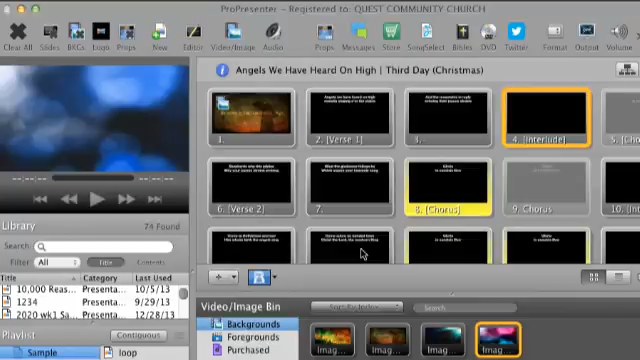 ProPresenter - Registered to: QUEST COMMUNITY CHURCH
Clear All Slides BKGs Logo Props New Editor Video/Image Audio Props Messages Store SongSelect Bibles DVD Twitter Format Output Volume
Angels We Have Heard On High | Third Day (Christmas)
1. 2. [Verse 1] 3. 4. [Interlude] 5. [Cho
6. [Verse 2] 7. 8. [Chorus] 9. Chorus 10. [Inte
--:--:-- --:--:--
Library 74 Found
Search:
Filter All Title Contents
Title Category Last Used
10,000 Reas... Presenta... 10/5/13
1234 Presenta... 9/29/13
2020 wk1 Sa... Presenta... 12/28/13
Playlist Contiguous
Sample loop
Video/Image Bin Sort By Index Search
Backgrounds
Foregrounds
Purchased
Imag... Imag... Imag... Imag...